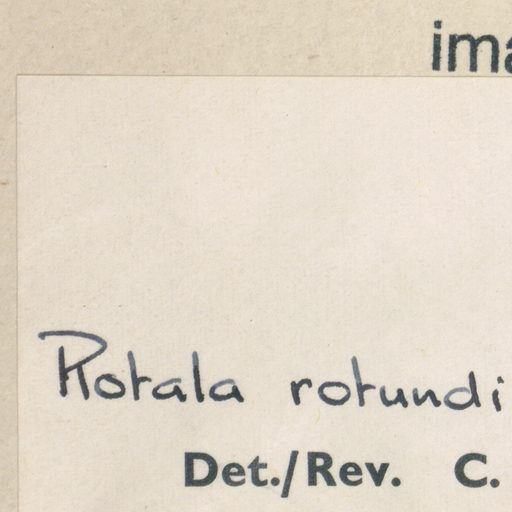 ima
Rotala rotundi
Det./Rev. C.